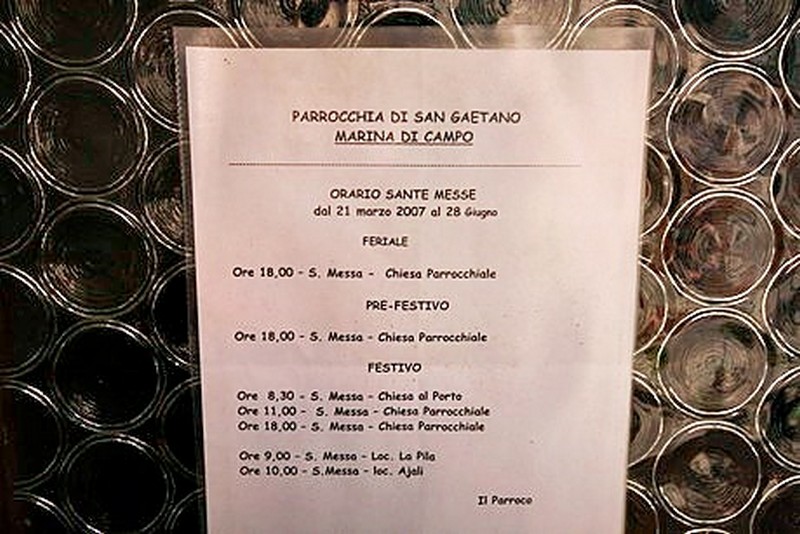 PARROCCHIA DI SAN GAETANO
MARINA DI CAMPO
ORARIO SANTE MESSE
dal 21 marzo 2007 al 28 Giugno
FERIALE
Ore 18,00 - S. Messa - Chiesa Parrocchiale
PRE-FESTIVO
Ore 18,00 - S. Messa - Chiesa Parrocchiale
FESTIVO
Ore 8,30 - S. Messa - Chiesa al Porto
Ore 11,00 - S. Messa - Chiesa Parrocchiale
Ore 18,00 - S. Messa - Chiesa Parrocchiale
Ore 9,00 - S. Messa - Loc. La Pila
Ore 10,00 - S.Messa - loc. Ajali
Il Parroco